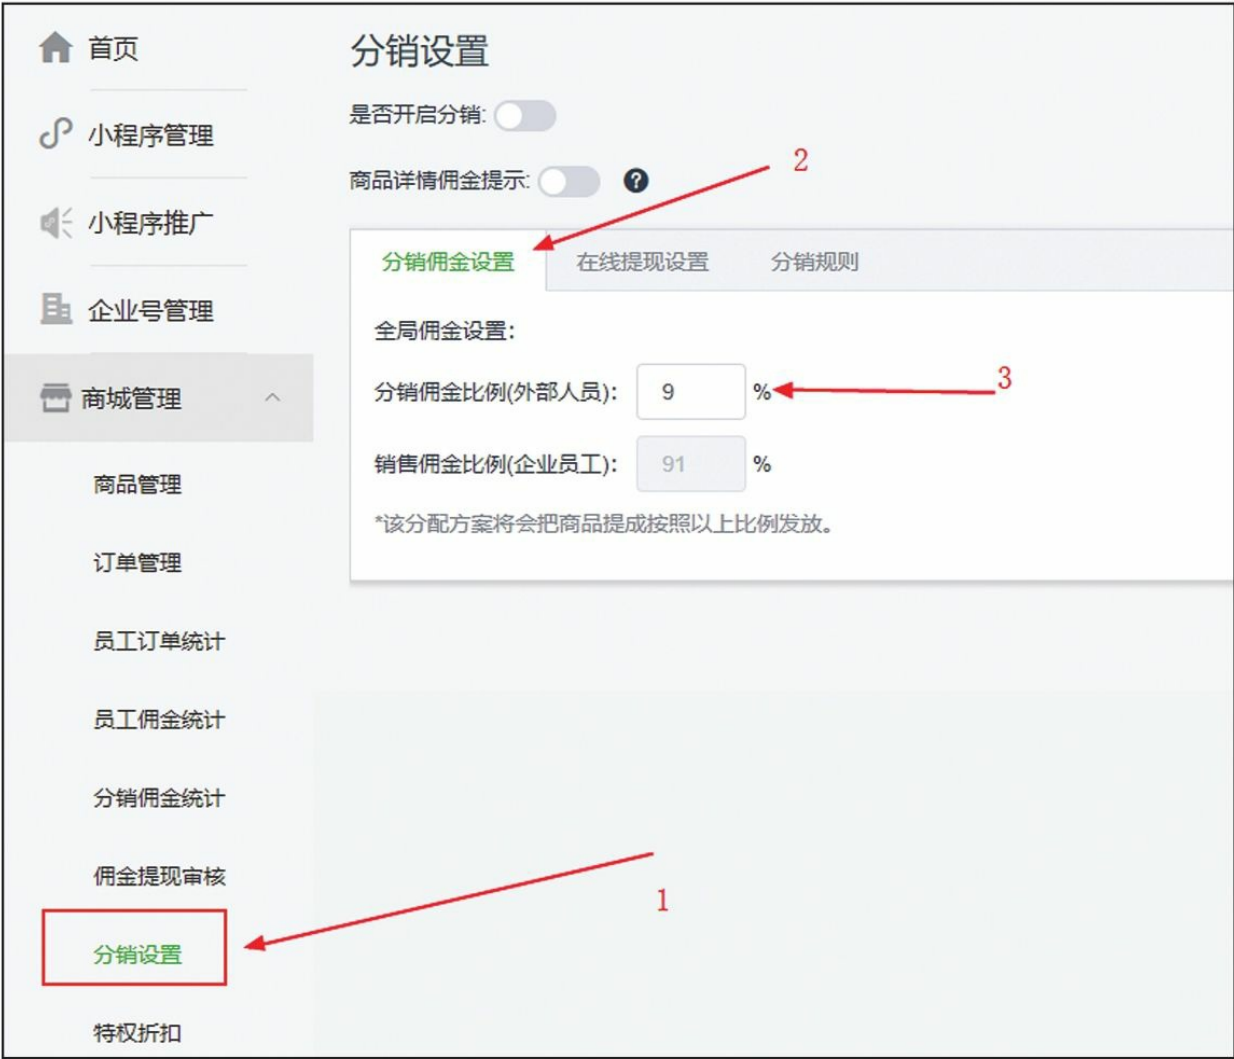 首页
小程序管理
小程序推广
企业号管理
商城管理
商品管理
订单管理
员工订单统计
员工佣金统计
分销佣金统计
佣金提现审核
分销设置
特权折扣
分销设置
是否开启分销:
商品详情佣金提示: ?
2
分销佣金设置 在线提现设置 分销规则
全局佣金设置：
分销佣金比例(外部人员)： 9 %
3
销售佣金比例(企业员工)： 91 %
*该分配方案将会把商品提成按照以上比例发放。
1